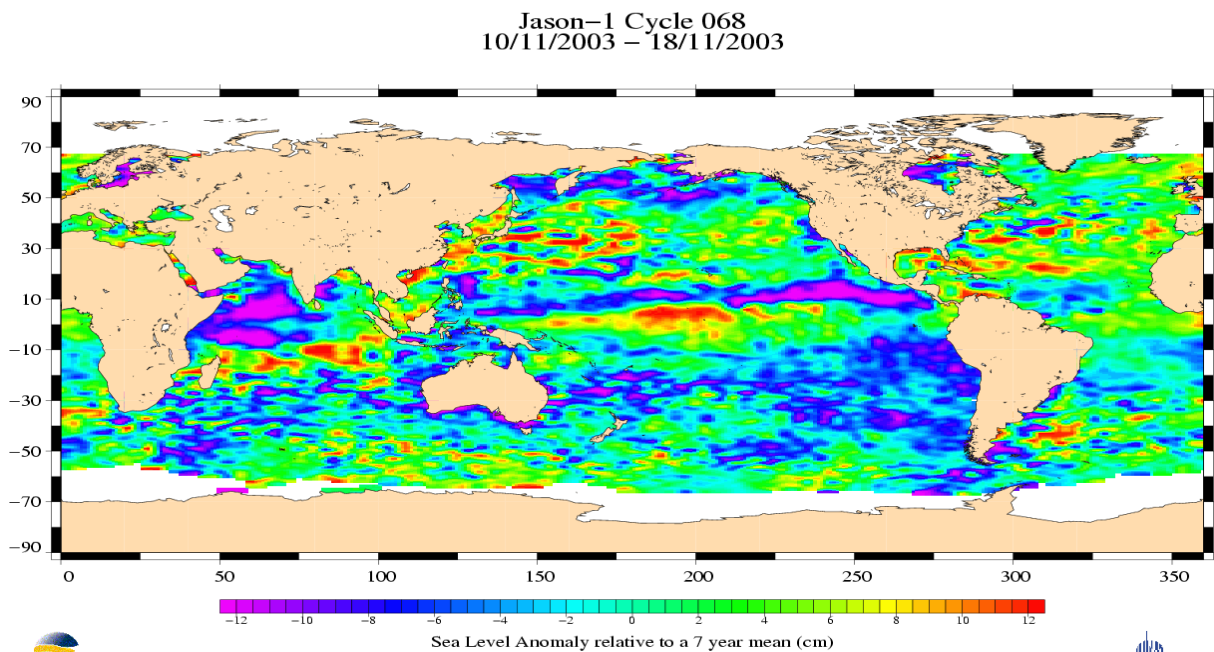 Jason-1 Cycle 068
10/11/2003 – 18/11/2003
90
70
50
30
10
−10
−30
−50
−70
−90
0 50 100 150 200 250 300 350
−12 −10 −8 −6 −4 −2 0 2 4 6 8 10 12
Sea Level Anomaly relative to a 7 year mean (cm)